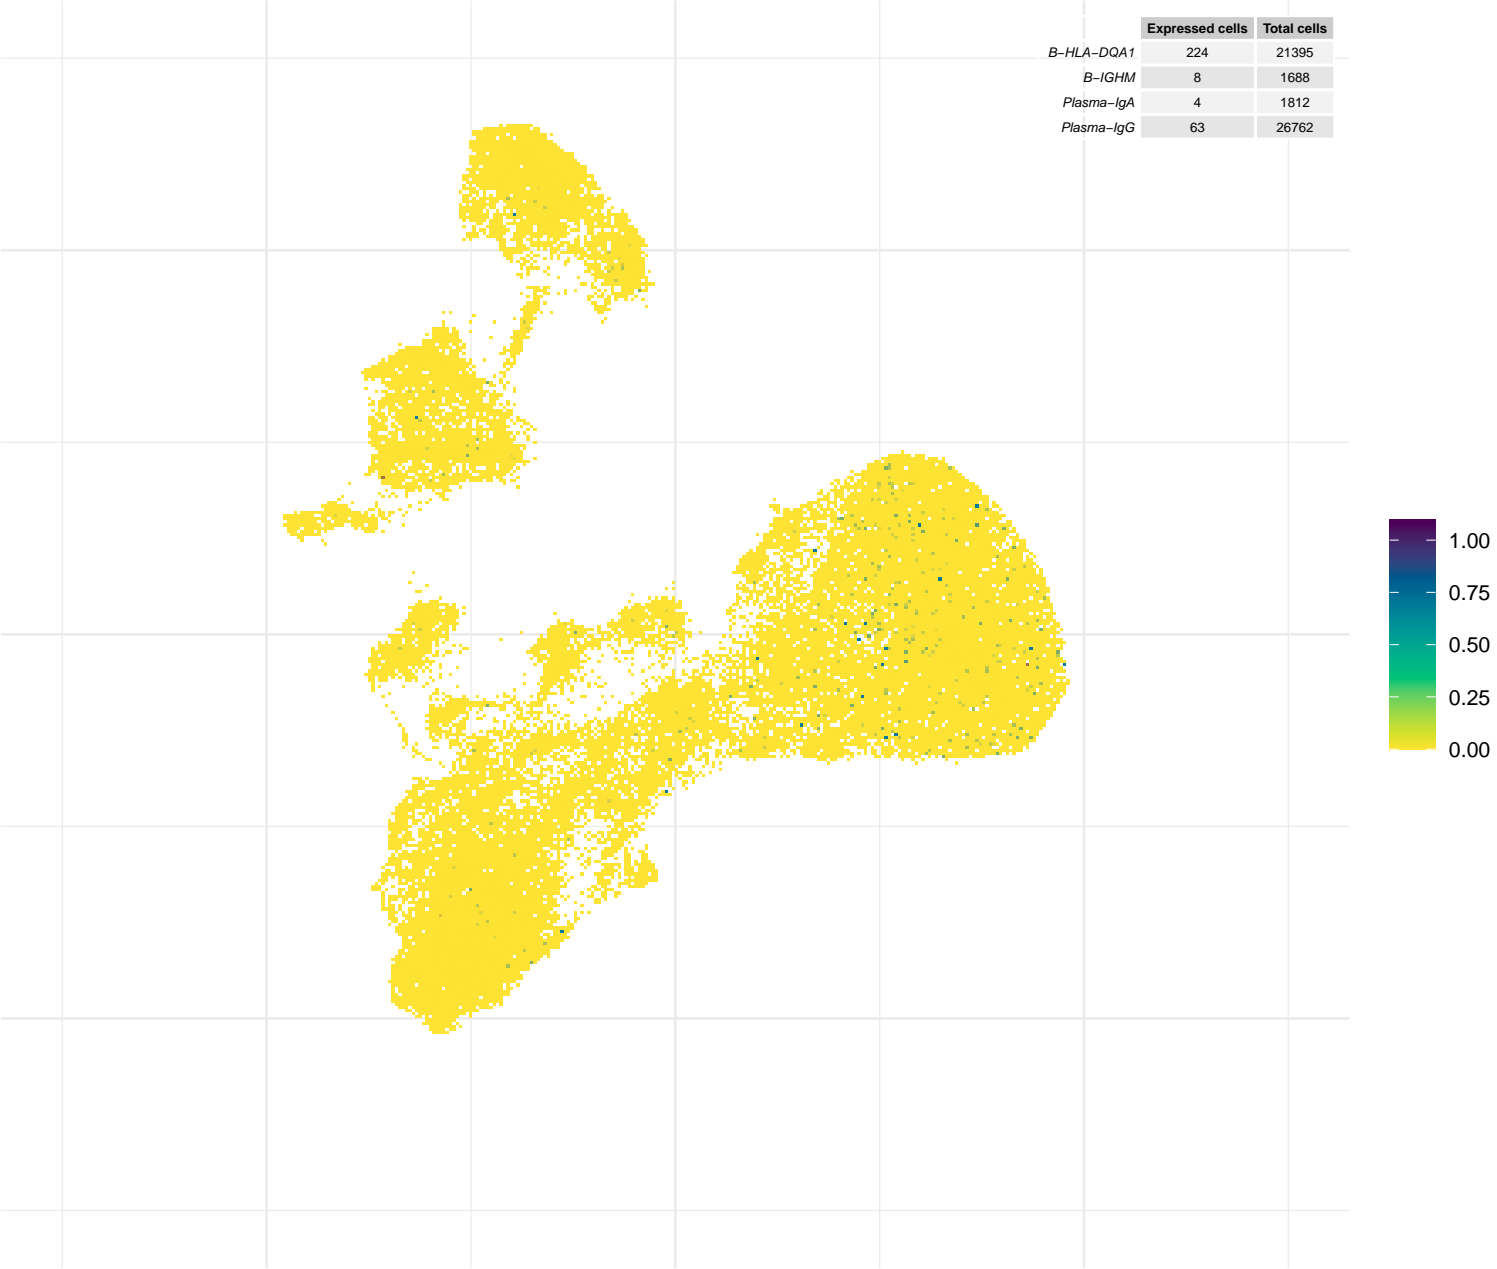 Expressed cells Total cells
B−HLA−DQA1 224 21395
B−IGHM 8 1688
Plasma−IgA 4 1812
Plasma−IgG 63 26762
1.00
0.75
0.50
0.25
0.00